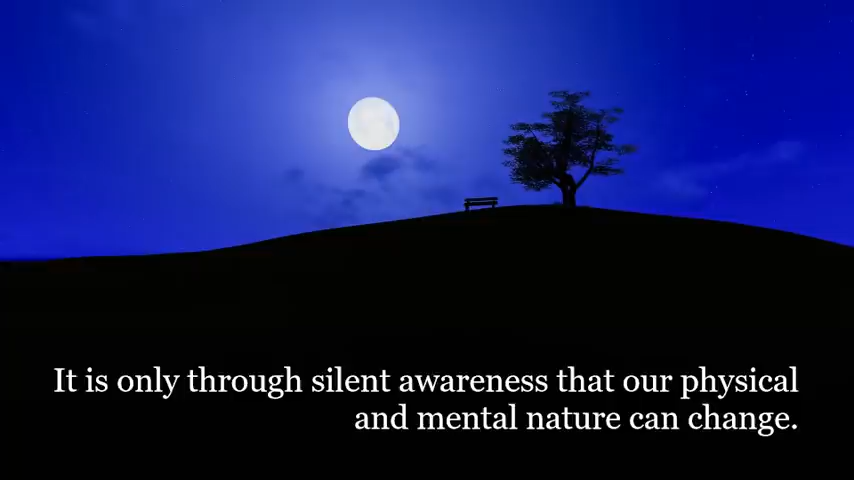 It is only through silent awareness that our physical
and mental nature can change.